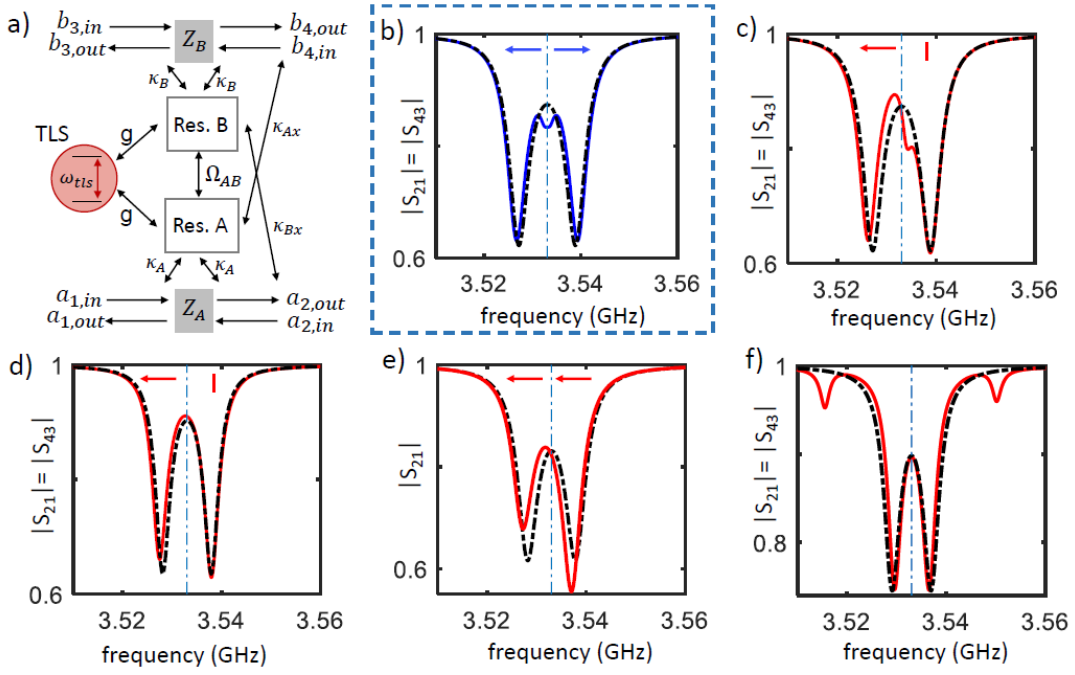 a)
b3,in
b4,out
b3,out
ZB
b4,in
κB
κB
TLS
g
Res. B
κAx
ωtls
ΩAB
g
Res. A
κBx
κA
κA
a1,in
a2,out
a1,out
ZA
a2,in
b)
1
|S21| = |S43|
0.6
3.52
3.54
3.56
frequency (GHz)
c)
1
|S21| = |S43|
0.6
3.52
3.54
3.56
frequency (GHz)
d)
1
|S21| = |S43|
0.6
3.52
3.54
3.56
frequency (GHz)
e)
1
|S21|
0.6
3.52
3.54
3.56
frequency (GHz)
f)
1
|S21| = |S43|
0.8
3.52
3.54
3.56
frequency (GHz)